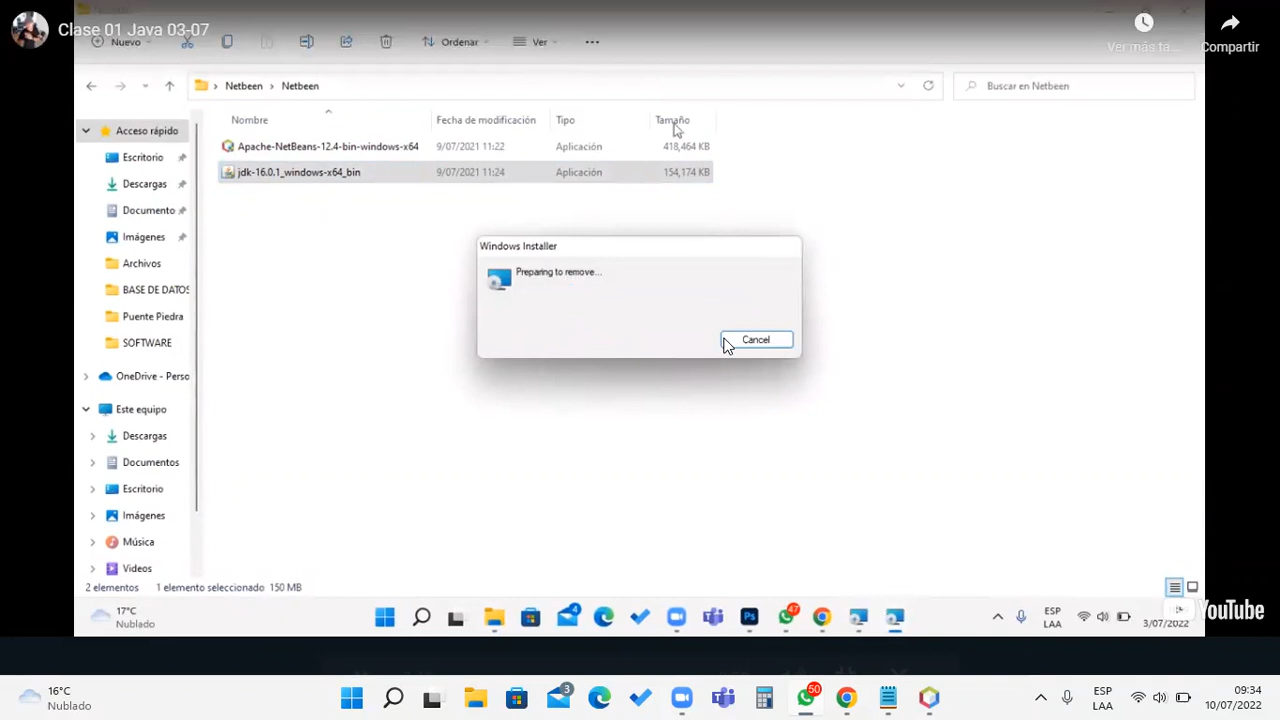 Clase 01 Java 03-07
Ver más ta...
Compartir
Nuevo
Ordenar
Ver
Netbeen > Netbeen
Buscar en Netbeen
Nombre
Fecha de modificación
Tipo
Tamaño
Acceso rápido
Apache-NetBeans-12.4-bin-windows-x64
9/07/2021 11:22
Aplicación
418,464 KB
Escritorio
jdk-16.0.1_windows-x64_bin
9/07/2021 11:24
Aplicación
154,174 KB
Descargas
Documento
Imágenes
Archivos
BASE DE DATOS
Puente Piedra
SOFTWARE
OneDrive - Perso
Este equipo
Descargas
Documentos
Escritorio
Imágenes
Música
Videos
Windows Installer
Preparing to remove...
Cancel
2 elementos
1 elemento seleccionado 150 MB
17°C
Nublado
4
47
Ps
ESP
LAA
3/07/2022
YouTube
16°C
Nublado
3
50
ESP
LAA
09:34
10/07/2022